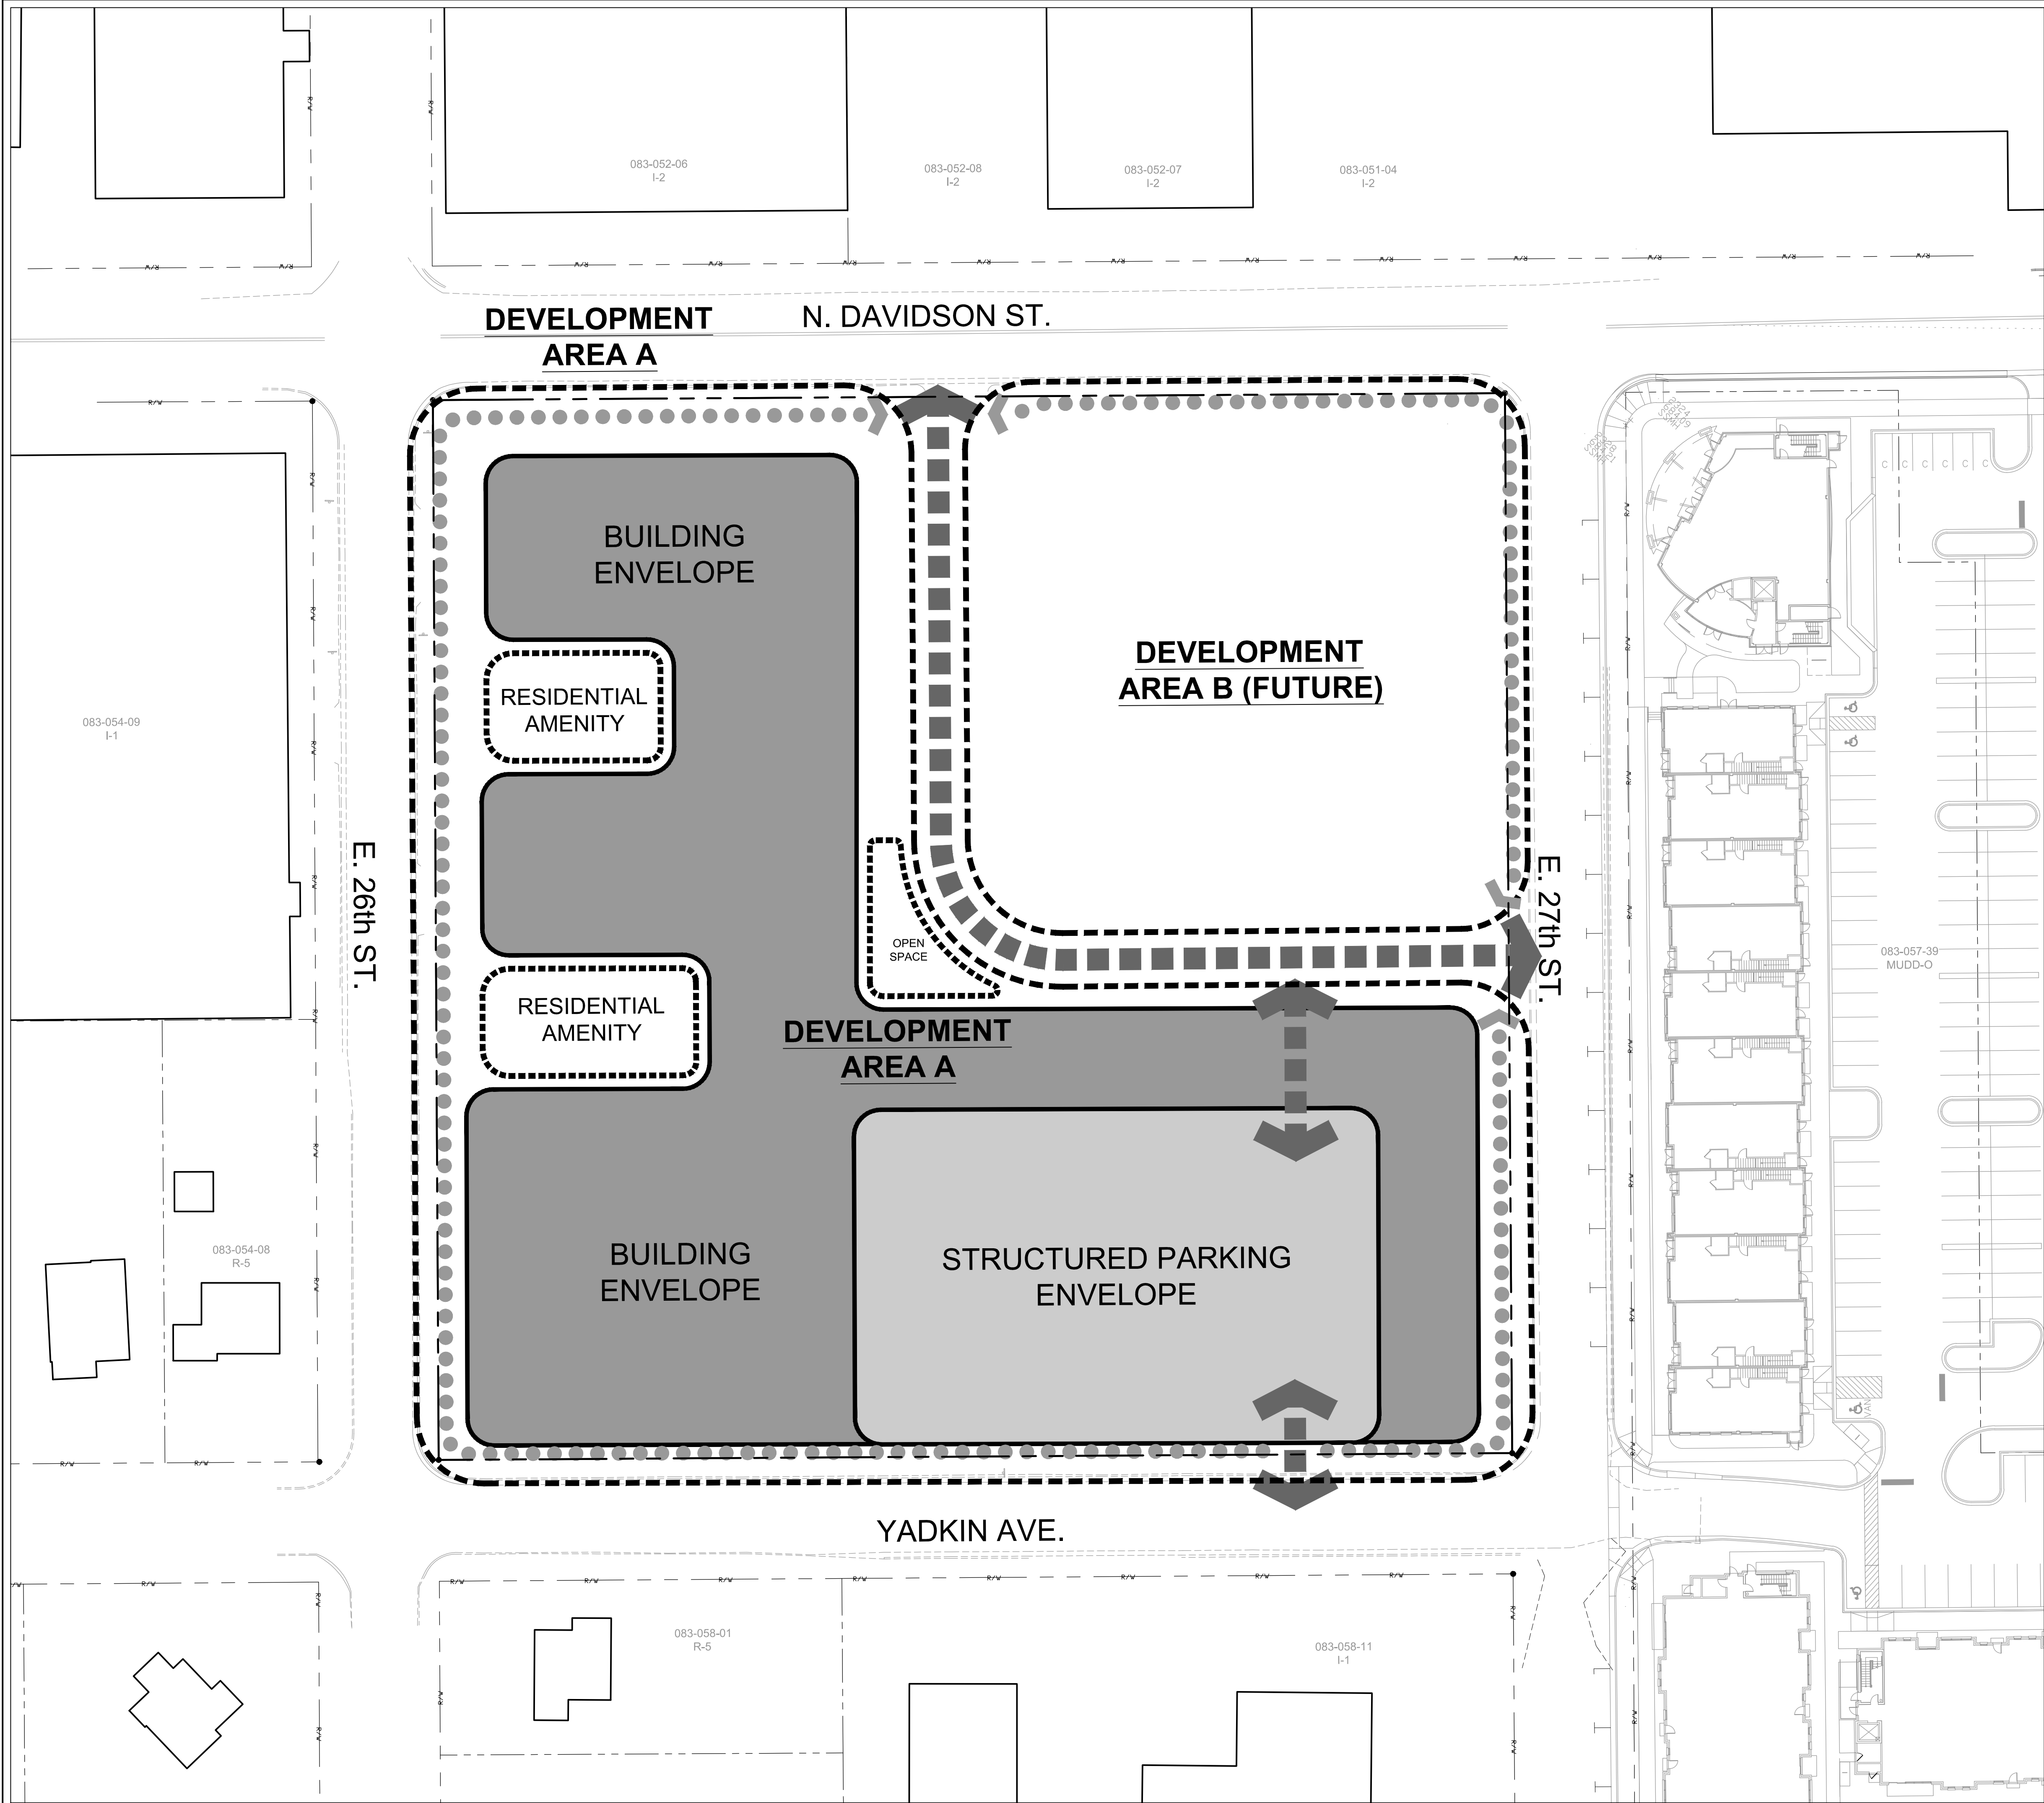 083-052-06
I-2
083-052-08
I-2
083-052-07
I-2
083-051-04
I-2
DEVELOPMENT
AREA A
N. DAVIDSON ST.
BUILDING
ENVELOPE
RESIDENTIAL
AMENITY
DEVELOPMENT
AREA B (FUTURE)
083-054-09
I-1
E. 26th ST.
E. 27th ST.
OPEN
SPACE
083-057-39
MUDD-O
RESIDENTIAL
AMENITY
DEVELOPMENT
AREA A
083-054-08
R-5
BUILDING
ENVELOPE
STRUCTURED PARKING
ENVELOPE
VAN
YADKIN AVE.
083-058-01
R-5
083-058-11
I-1
R/W
R/W
R/W
R/W
R/W
R/W
R/W
R/W
C C C C C C